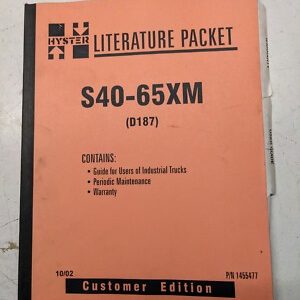 HYSTER
LITERATURE PACKET
S40-65XM
(D187)
CONTAINS:
• Guide for Users of Industrial Trucks
• Periodic Maintenance
• Warranty
10/02
P/N 1455477
Customer Edition